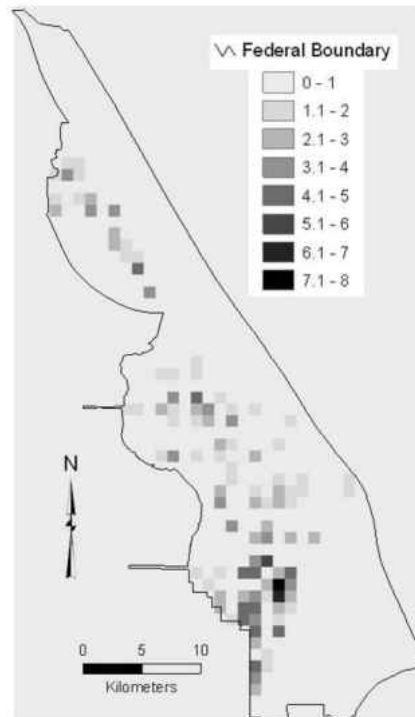 Federal Boundary
0 - 1
1.1 - 2
2.1 - 3
3.1 - 4
4.1 - 5
5.1 - 6
6.1 - 7
7.1 - 8
N
0 5 10
Kilometers